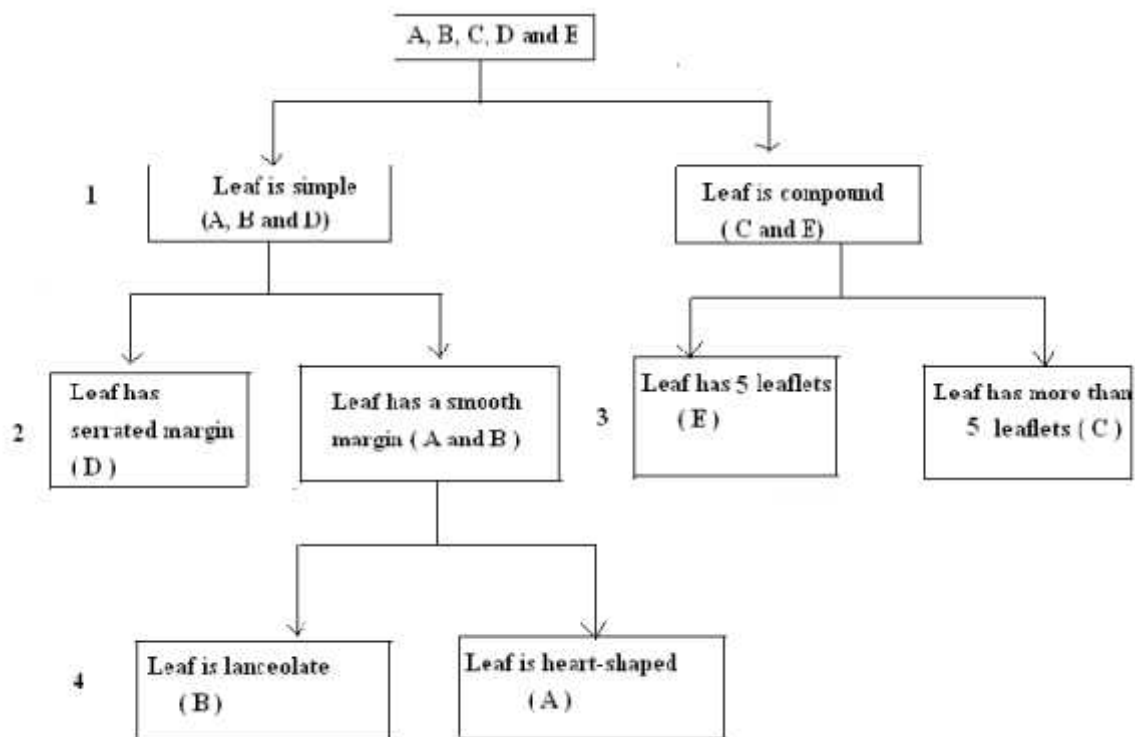 A, B, C, D and E
1
Leaf is simple
(A, B and D)
Leaf is compound
( C and E)
2
Leaf has
serrated margin
( D )
Leaf has a smooth
margin ( A and B )
3
Leaf has 5 leaflets
( E )
Leaf has more than
5 leaflets ( C )
4
Leaf is lanceolate
( B )
Leaf is heart-shaped
( A )